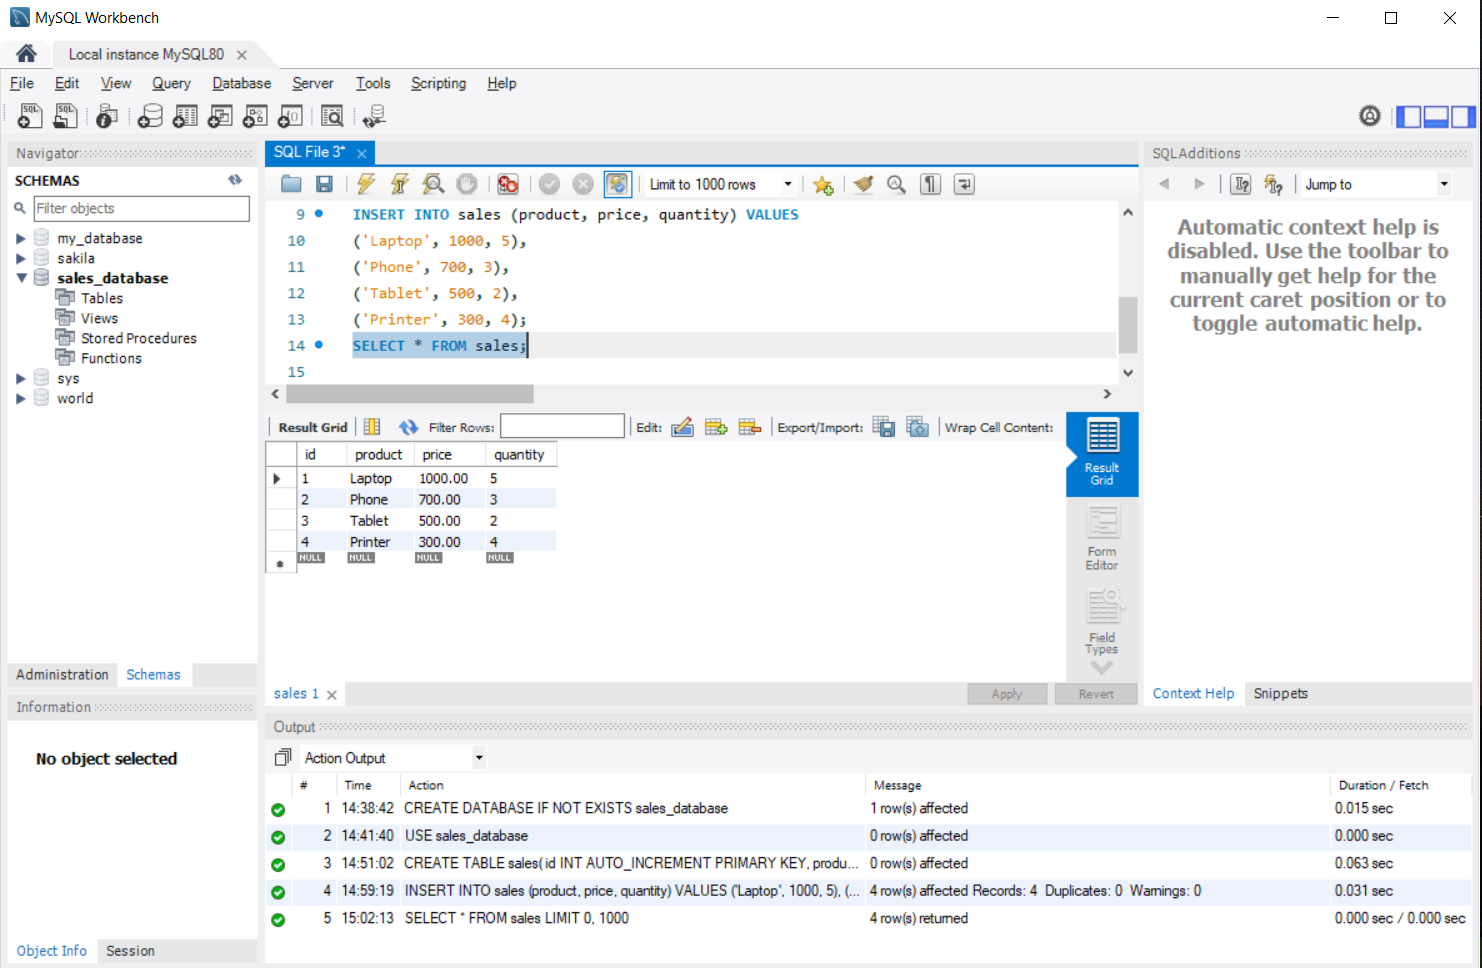 MySQL Workbench
Local instance MySQL80
File Edit View Query Database Server Tools Scripting Help
Navigator
SCHEMAS
Filter objects
my_database
sakila
sales_database
Tables
Views
Stored Procedures
Functions
sys
world
Administration Schemas
Information
No object selected
Object Info Session
SQL File 3*
Limit to 1000 rows
9 INSERT INTO sales (product, price, quantity) VALUES
10 ('Laptop', 1000, 5),
11 ('Phone', 700, 3),
12 ('Tablet', 500, 2),
13 ('Printer', 300, 4);
14 SELECT * FROM sales;
15
Result Grid Filter Rows: Edit: Export/Import: Wrap Cell Content:
id product price quantity
1 Laptop 1000.00 5
2 Phone 700.00 3
3 Tablet 500.00 2
4 Printer 300.00 4
NULL NULL NULL NULL
Result
Grid
Form
Editor
Field
Types
sales 1
Apply Revert
SQLAdditions
Jump to
Automatic context help is
disabled. Use the toolbar to
manually get help for the
current caret position or to
toggle automatic help.
Context Help Snippets
Output
Action Output
# Time Action Message Duration / Fetch
1 14:38:42 CREATE DATABASE IF NOT EXISTS sales_database 1 row(s) affected 0.015 sec
2 14:41:40 USE sales_database 0 row(s) affected 0.000 sec
3 14:51:02 CREATE TABLE sales( id INT AUTO_INCREMENT PRIMARY KEY, produ... 0 row(s) affected 0.063 sec
4 14:59:19 INSERT INTO sales (product, price, quantity) VALUES ('Laptop', 1000, 5), (... 4 row(s) affected Records: 4 Duplicates: 0 Warnings: 0 0.031 sec
5 15:02:13 SELECT * FROM sales LIMIT 0, 1000 4 row(s) returned 0.000 sec / 0.000 sec